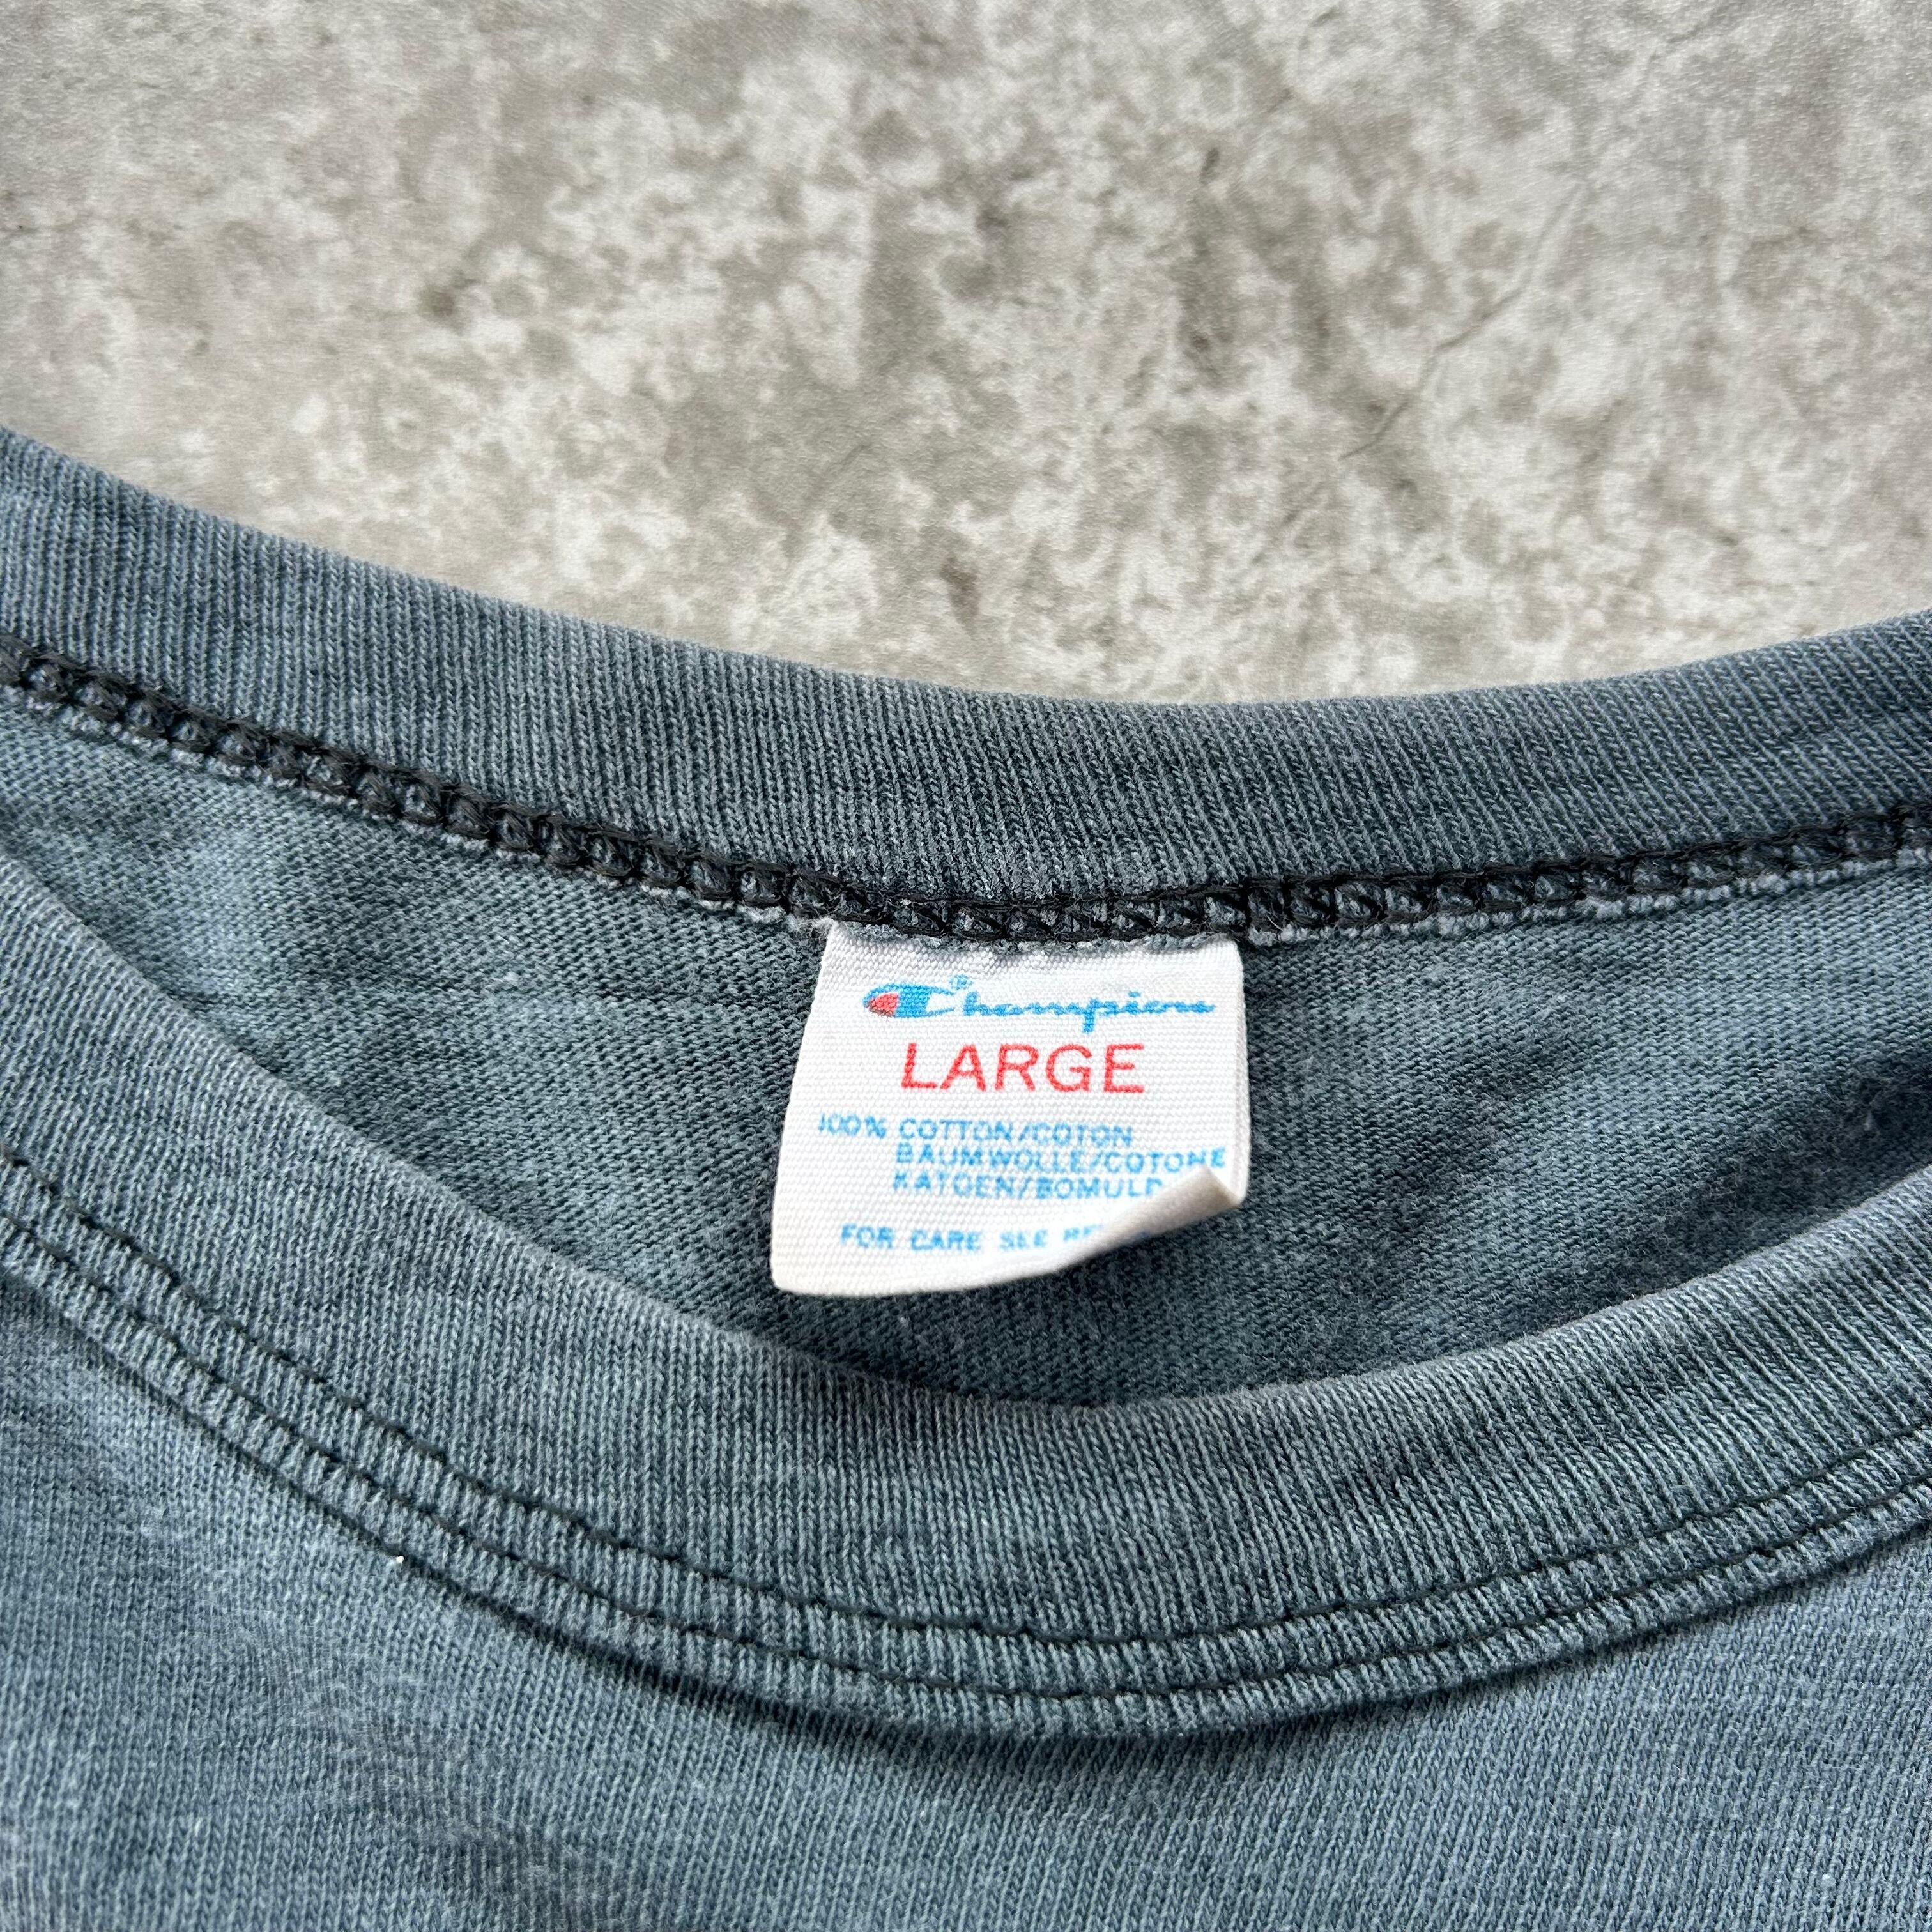 Champion®
LARGE
100% COTTON/COTON
BAUMWOLLE/COTONE
KATOEN/BOMULD
FOR CARE SEE